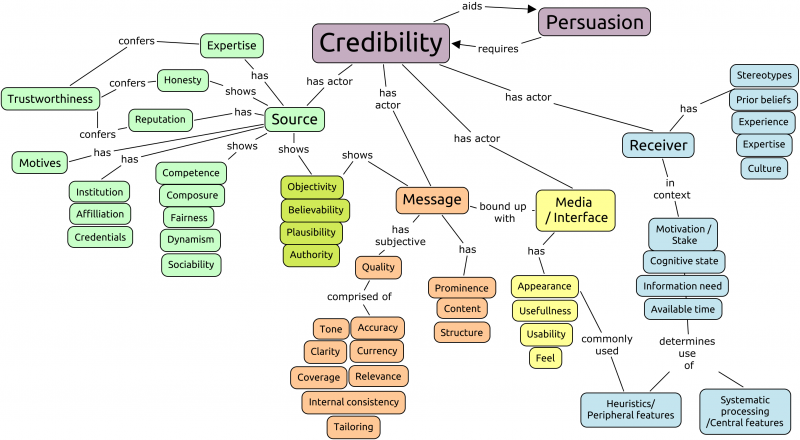 aids
Persuasion
Credibility
requires
confers
Expertise
has
Honesty
confers
shows
Trustworthiness
has actor
has
actor
has actor
Stereotypes
Prior beliefs
has
Experience
Expertise
Culture
Reputation
has
confers
Source
has actor
Receiver
Motives
has
has
shows
shows
shows
Institution
Affilliation
Credentials
Competence
Composure
Fairness
Dynamism
Sociability
Objectivity
Believability
Plausibility
Authority
Message
bound up
with
Media
/ Interface
in
context
has
subjective
has
has
Motivation /
Stake
Cognitive state
Information need
Available time
Quality
comprised of
Prominence
Content
Structure
Appearance
Usefullness
Usability
Feel
commonly
used
determines
use
of
Tone
Accuracy
Clarity
Currency
Coverage
Relevance
Internal consistency
Tailoring
Heuristics/
Peripheral features
Systematic
processing
/Central features